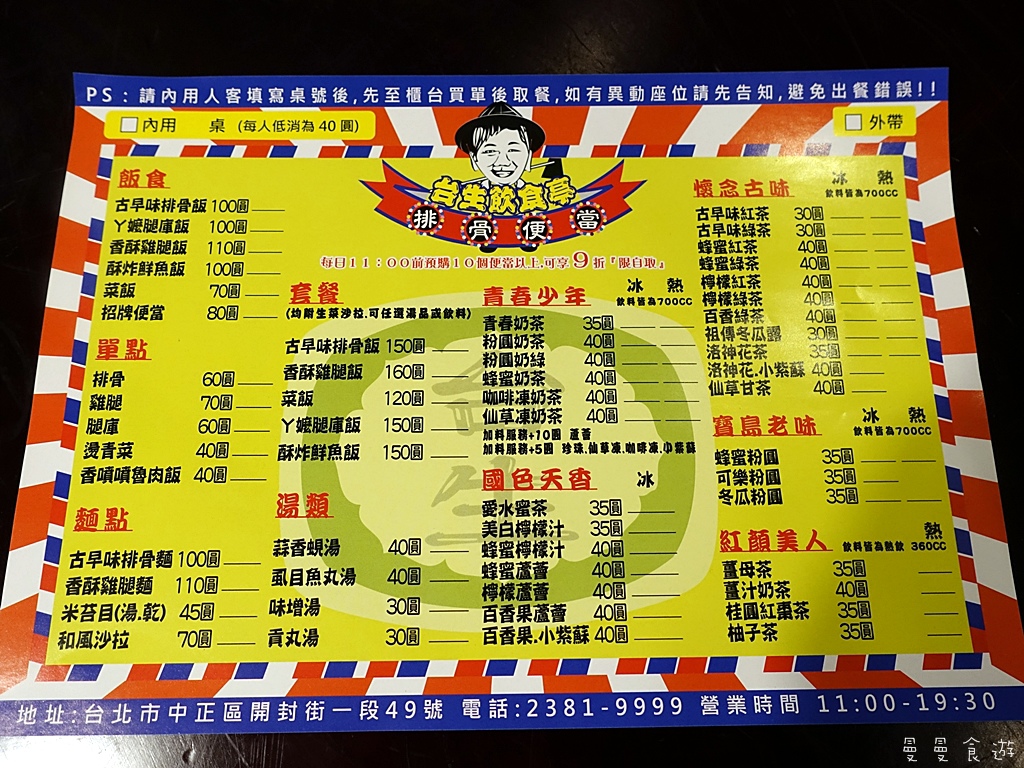 PS:請內用人客填寫桌號後,先至櫃台買單後取餐,如有異動座位請先告知,避免出餐錯誤!!
內用 桌 (每人低消為 40 圓)
外帶
台生飲食亭
排骨便當
每日11:00前預購10個便當以上,可享9折『限自取』
飯食
古早味排骨飯 100圓
丫嬤腿庫飯 100圓
香酥雞腿飯 110圓
酥炸鮮魚飯 100圓
菜飯 70圓
招牌便當 80圓
單點
排骨 60圓
雞腿 70圓
腿庫 60圓
燙青菜 40圓
香噴噴魯肉飯 40圓
麵點
古早味排骨麵 100圓
香酥雞腿麵 110圓
米苔目(湯.乾) 45圓
和風沙拉 70圓
套餐
(均附生菜沙拉.可任選湯品或飲料)
古早味排骨飯 150圓
香酥雞腿飯 160圓
菜飯 120圓
丫嬤腿庫飯 150圓
酥炸鮮魚飯 150圓
湯類
蒜香蜆湯 40圓
虱目魚丸湯 40圓
味增湯 30圓
貢丸湯 30圓
青春少年 冰 熱
飲料皆為700CC
青春奶茶 35圓
粉圓奶茶 40圓
粉圓奶綠 40圓
蜂蜜奶茶 40圓
咖啡凍奶茶 40圓
仙草凍奶茶 40圓
加料服務+10圓 蘆薈
加料服務+5圓 珍珠.仙草凍.咖啡凍.小紫蘇
國色天香 冰
愛水蜜茶 35圓
美白檸檬汁 35圓
蜂蜜檸檬汁 40圓
蜂蜜蘆薈 40圓
檸檬蘆薈 40圓
百香果蘆薈 40圓
百香果.小紫蘇 40圓
懷念古味 冰 熱
飲料皆為700CC
古早味紅茶 30圓
古早味綠茶 30圓
蜂蜜紅茶 40圓
蜂蜜綠茶 40圓
檸檬紅茶 40圓
檸檬綠茶 40圓
百香綠茶 40圓
祖傳冬瓜露 30圓
洛神花茶 35圓
洛神花.小紫蘇 40圓
仙草甘茶 40圓
寶島老味 冰 熱
飲料皆為700CC
蜂蜜粉圓 35圓
可樂粉圓 35圓
冬瓜粉圓 35圓
紅顏美人 熱
飲料皆為熱飲 360CC
薑母茶 35圓
薑汁奶茶 40圓
桂圓紅棗茶 35圓
柚子茶 35圓
地址:台北市中正區開封街一段49號 電話:2381-9999 營業時間 11:00-19:30
曼曼食遊